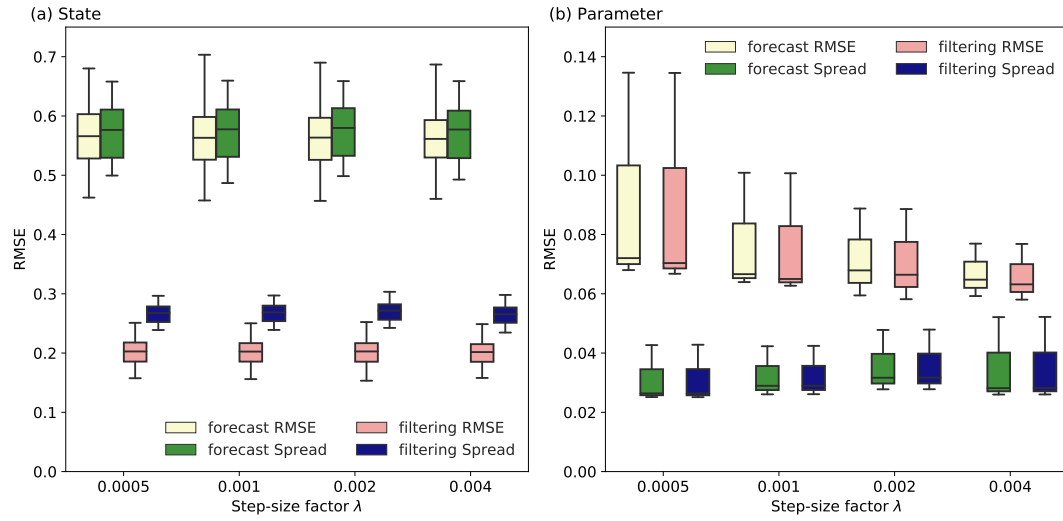 (a) State
RMSE
0.7
0.6
0.5
0.4
0.3
0.2
0.1
0.0
forecast RMSE
filtering RMSE
forecast Spread
filtering Spread
0.0005
0.001
0.002
0.004
Step-size factor λ
(b) Parameter
RMSE
0.14
0.12
0.10
0.08
0.06
0.04
0.02
0.00
forecast RMSE
filtering RMSE
forecast Spread
filtering Spread
0.0005
0.001
0.002
0.004
Step-size factor λ